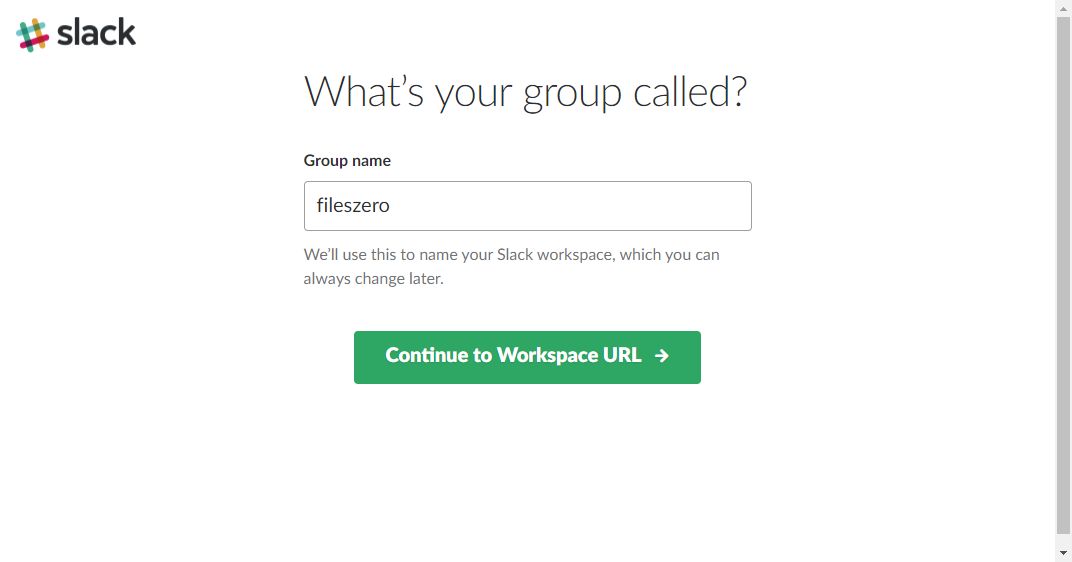 slack
What’s your group called?
Group name
fileszero
We’ll use this to name your Slack workspace, which you can
always change later.
Continue to Workspace URL →